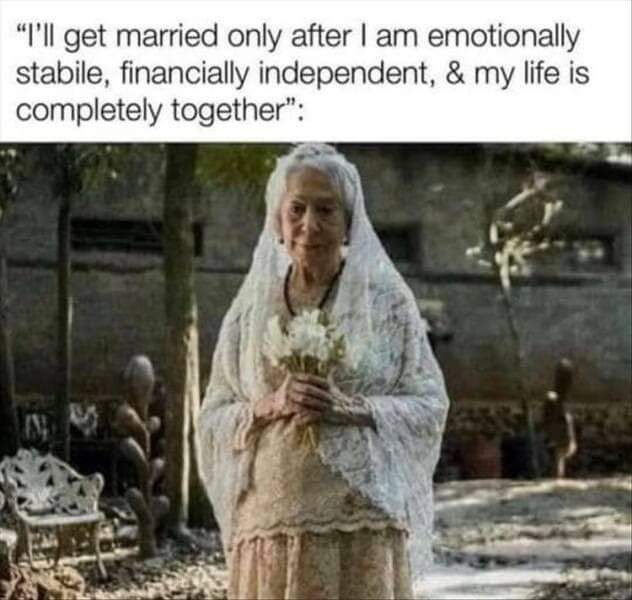 “I'll get married only after I am emotionally
stabile, financially independent, & my life is
completely together”: